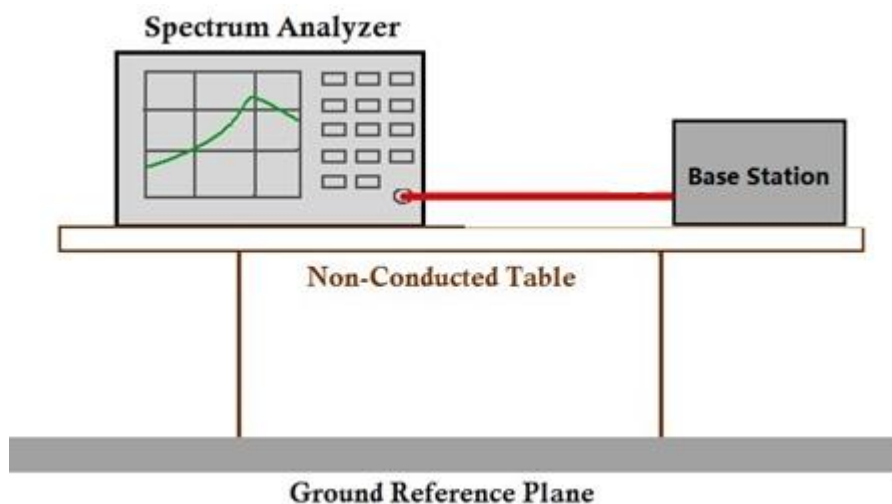 Spectrum Analyzer
Base Station
Non-Conducted Table
Ground Reference Plane